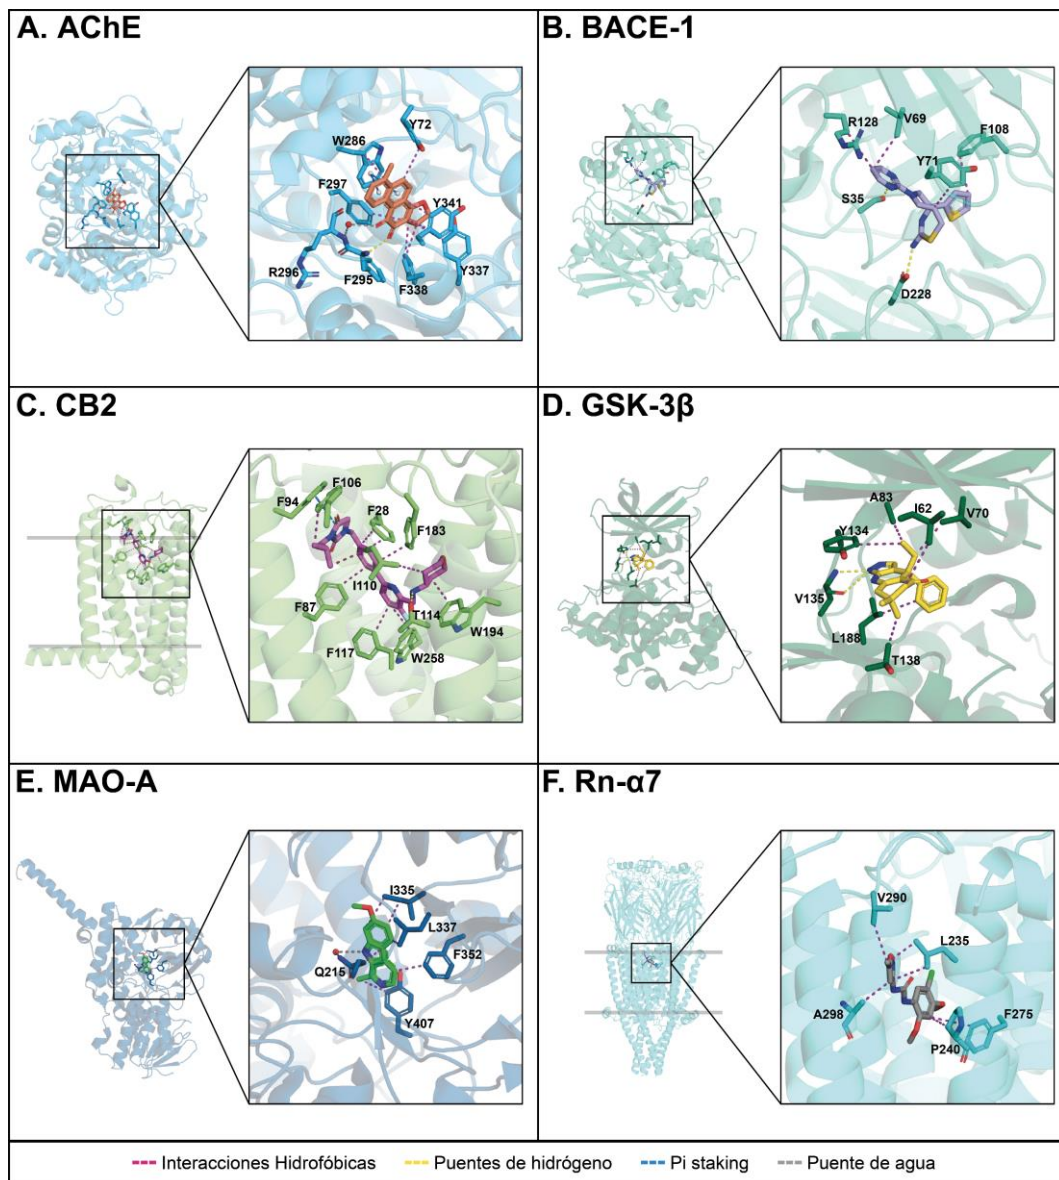 A. AChE
Y72
W286
F297
Y341
R296
F295
F338
Y337
B. BACE-1
R128
V69
F108
Y71
S35
D228
C. CB2
F94
F106
F28
F183
I110
F87
T114
W194
F117
W258
D. GSK-3β
A83
I62
V70
Y134
V135
L188
T138
E. MAO-A
I335
L337
F352
Q215
Y407
F. Rn-α7
V290
L235
A298
F275
P240
Interacciones Hidrofóbicas Puentes de hidrógeno Pi staking Puente de agua